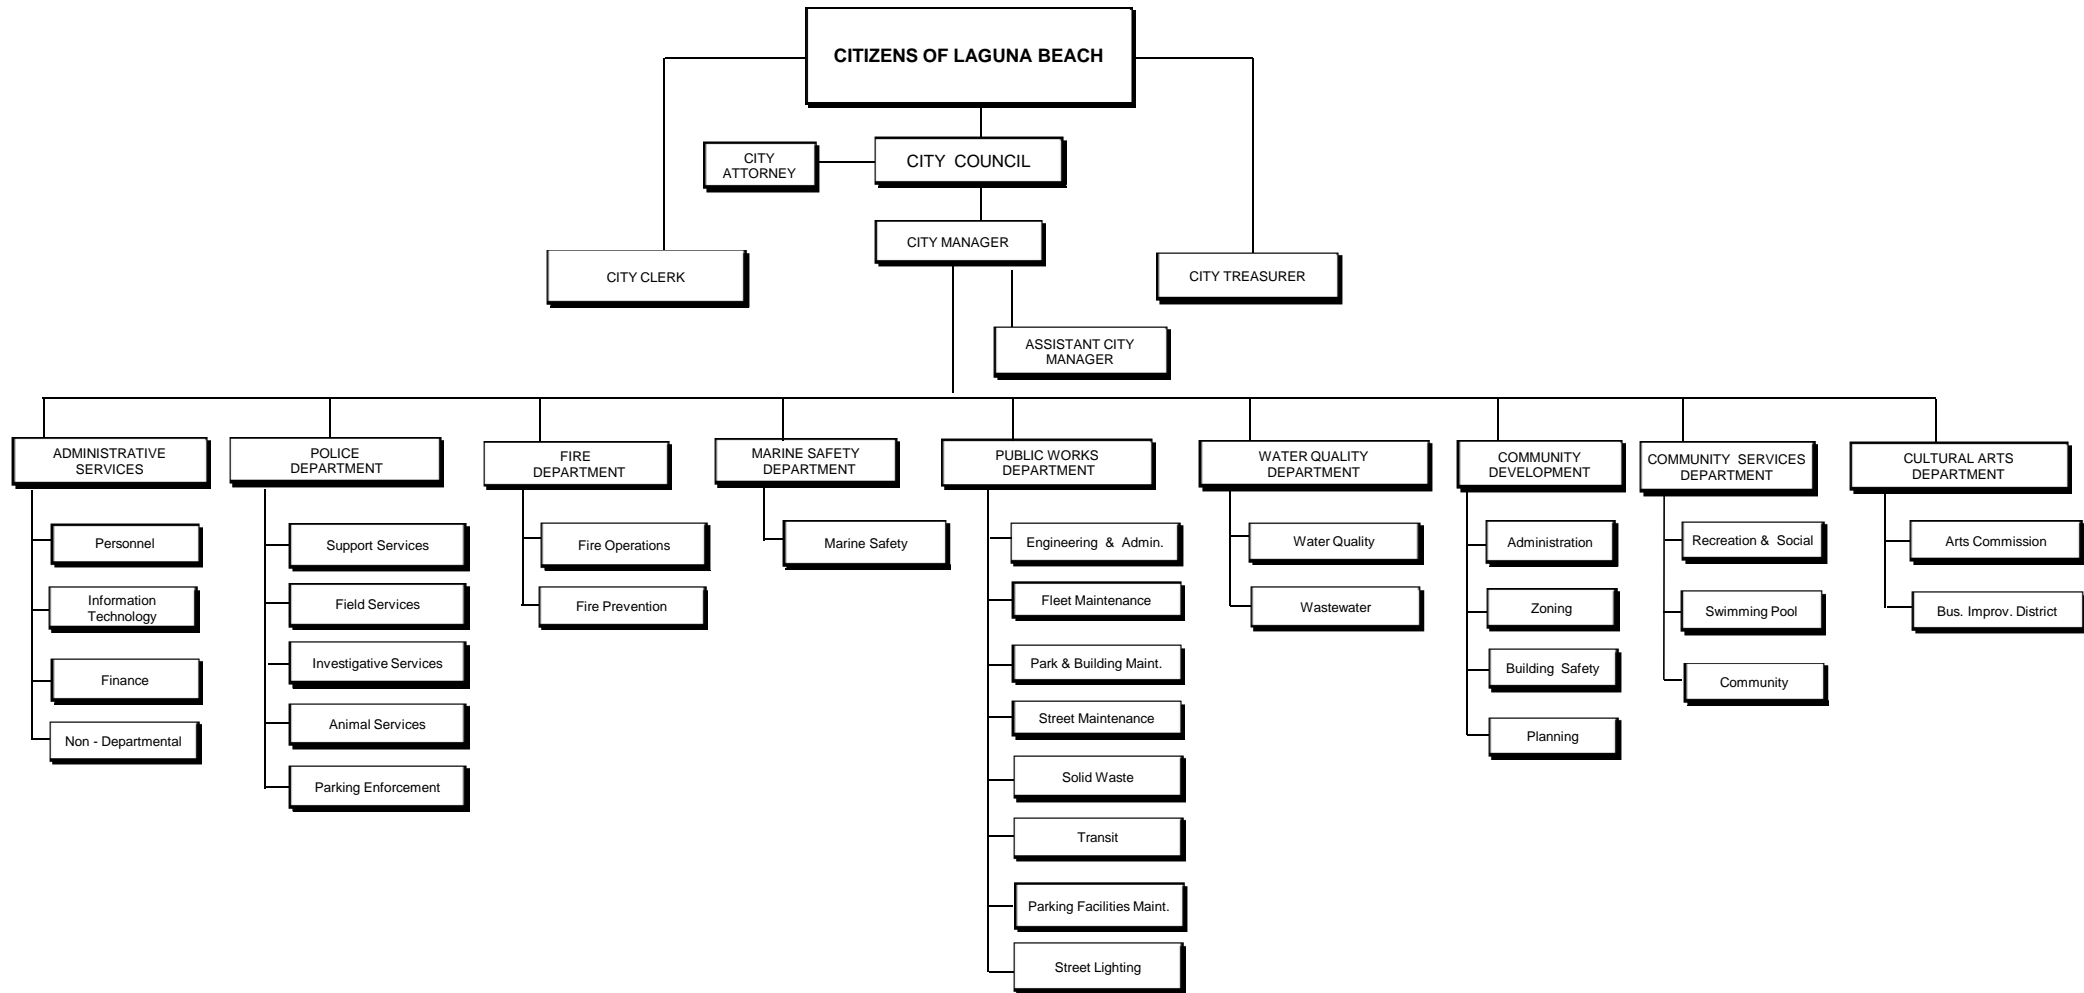 CITIZENS OF LAGUNA BEACH
CITY
ATTORNEY
CITY COUNCIL
CITY MANAGER
CITY CLERK
CITY TREASURER
ASSISTANT CITY
MANAGER
ADMINISTRATIVE
SERVICES
Personnel
Information
Technology
Finance
Non - Departmental
POLICE
DEPARTMENT
Support Services
Field Services
Investigative Services
Animal Services
Parking Enforcement
FIRE
DEPARTMENT
Fire Operations
Fire Prevention
MARINE SAFETY
DEPARTMENT
Marine Safety
PUBLIC WORKS
DEPARTMENT
Engineering & Admin.
Fleet Maintenance
Park & Building Maint.
Street Maintenance
Solid Waste
Transit
Parking Facilities Maint.
Street Lighting
WATER QUALITY
DEPARTMENT
Water Quality
Wastewater
COMMUNITY
DEVELOPMENT
Administration
Zoning
Building Safety
Planning
COMMUNITY SERVICES
DEPARTMENT
Recreation & Social
Swimming Pool
Community
CULTURAL ARTS
DEPARTMENT
Arts Commission
Bus. Improv. District